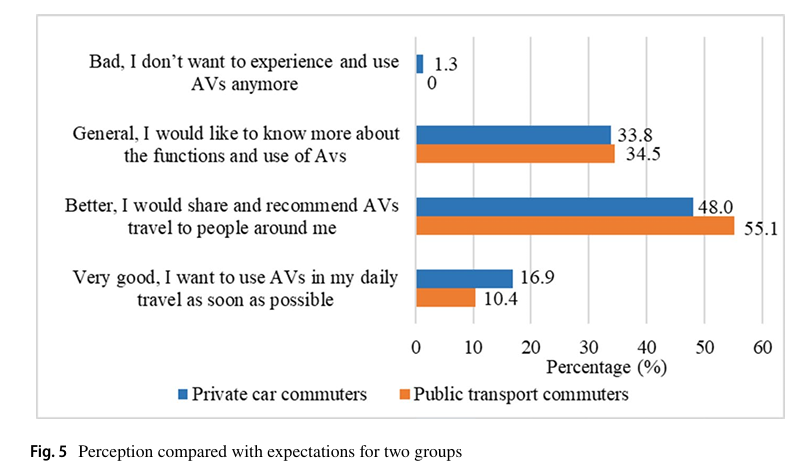 Bad, I don't want to experience and use
AVs anymore
1.3
0
General, I would like to know more about
the functions and use of Avs
33.8
34.5
Better, I would share and recommend AVs
travel to people around me
48.0
55.1
Very good, I want to use AVs in my daily
travel as soon as possible
16.9
10.4
0 10 20 30 40 50 60
Percentage (%)
Private car commuters Public transport commuters
Fig. 5 Perception compared with expectations for two groups